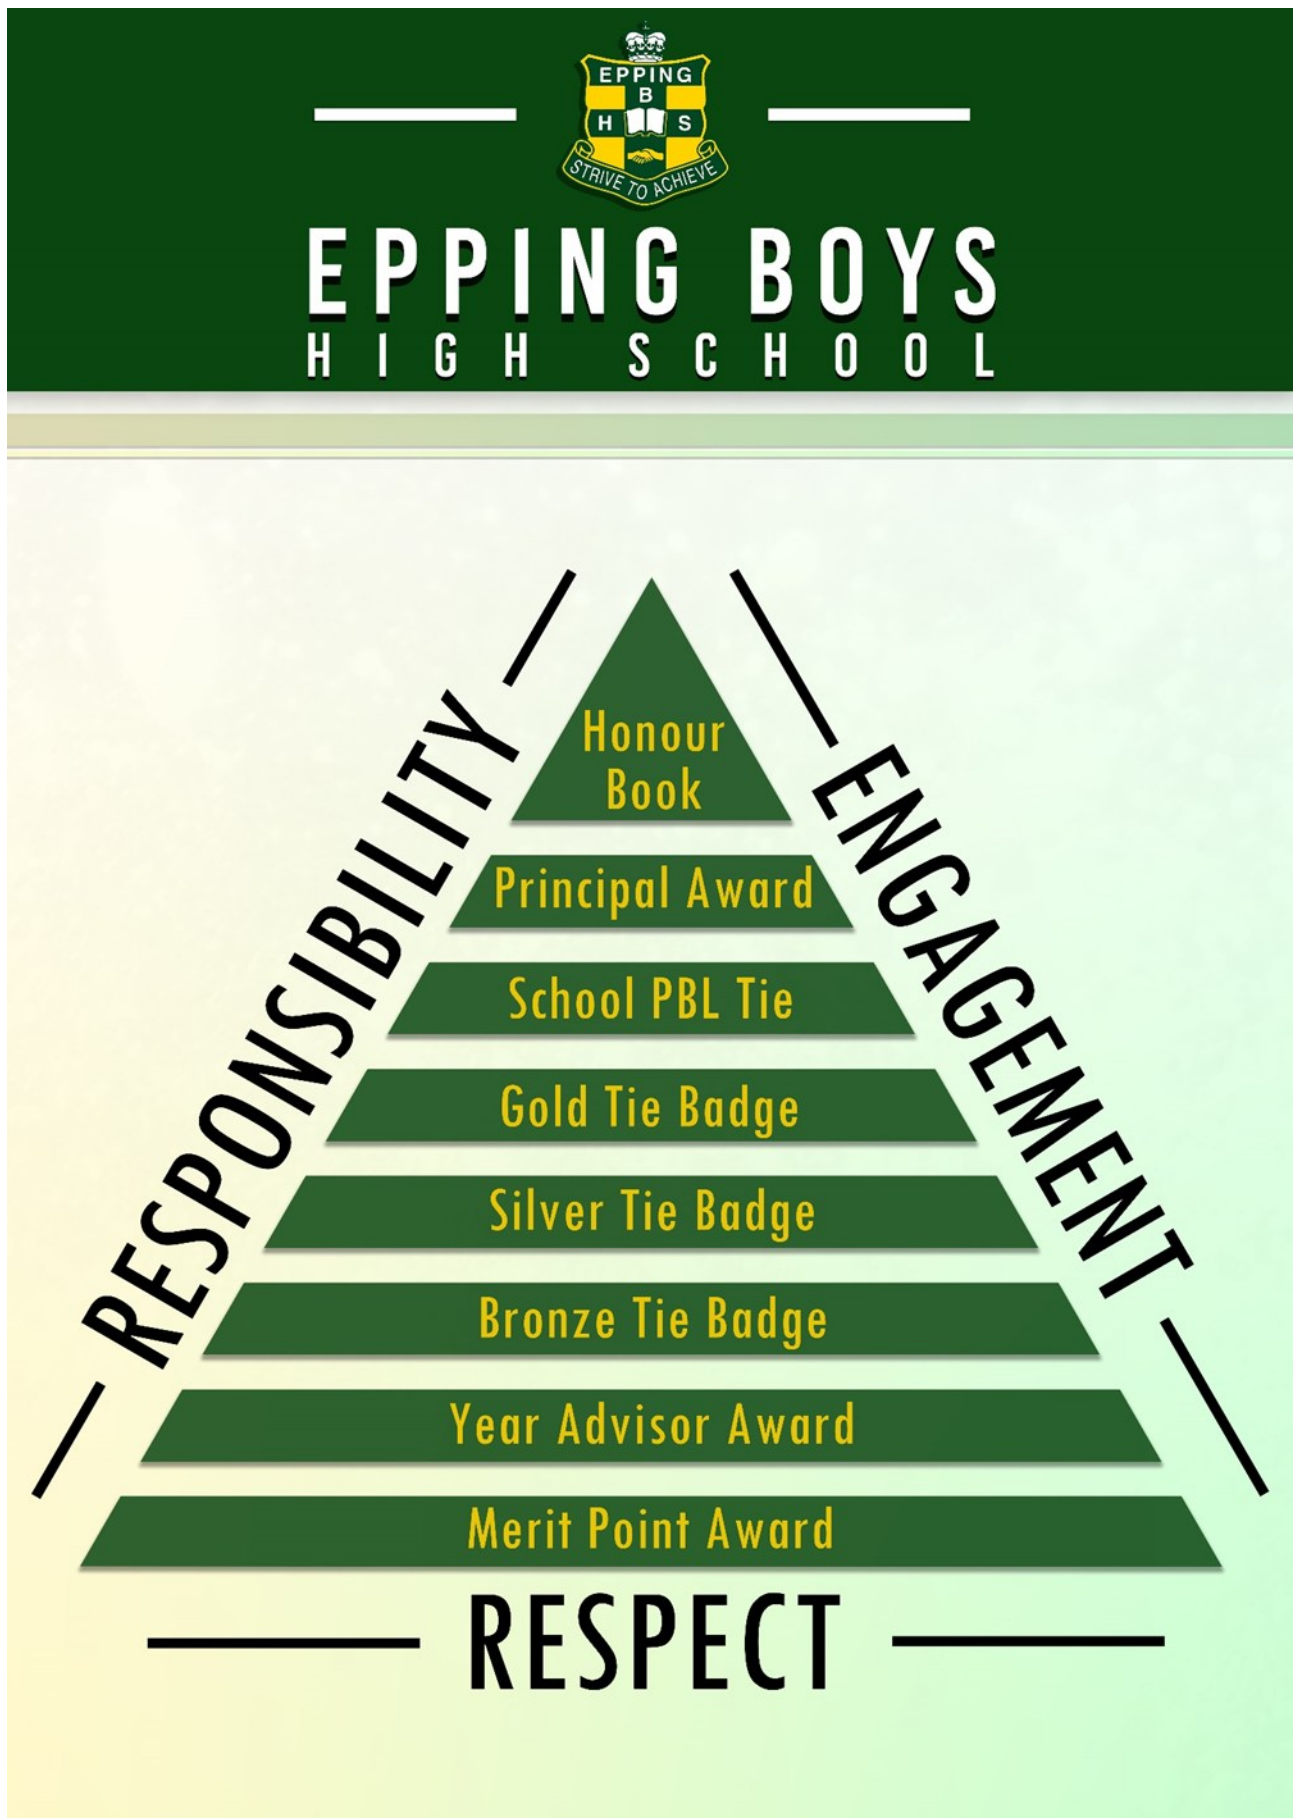 EPPING
B
H S
STRIVE TO ACHIEVE
EPPING BOYS
HIGH SCHOOL
RESPONSIBILITY
ENGAGEMENT
Honour
Book
Principal Award
School PBL Tie
Gold Tie Badge
Silver Tie Badge
Bronze Tie Badge
Year Advisor Award
Merit Point Award
RESPECT